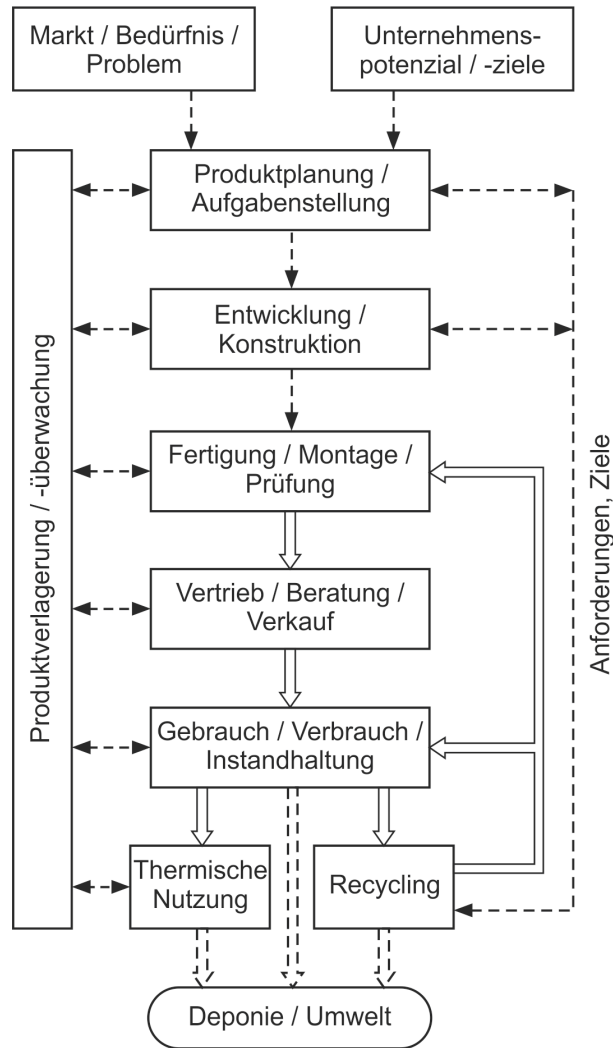 Markt / Bedürfnis /
Problem
Unternehmens-
potenzial / -ziele
Produktplanung /
Aufgabenstellung
Entwicklung /
Konstruktion
Fertigung / Montage /
Prüfung
Vertrieb / Beratung /
Verkauf
Gebrauch / Verbrauch /
Instandhaltung
Thermische
Nutzung
Recycling
Deponie / Umwelt
Produktverlagerung / -überwachung
Anforderungen, Ziele